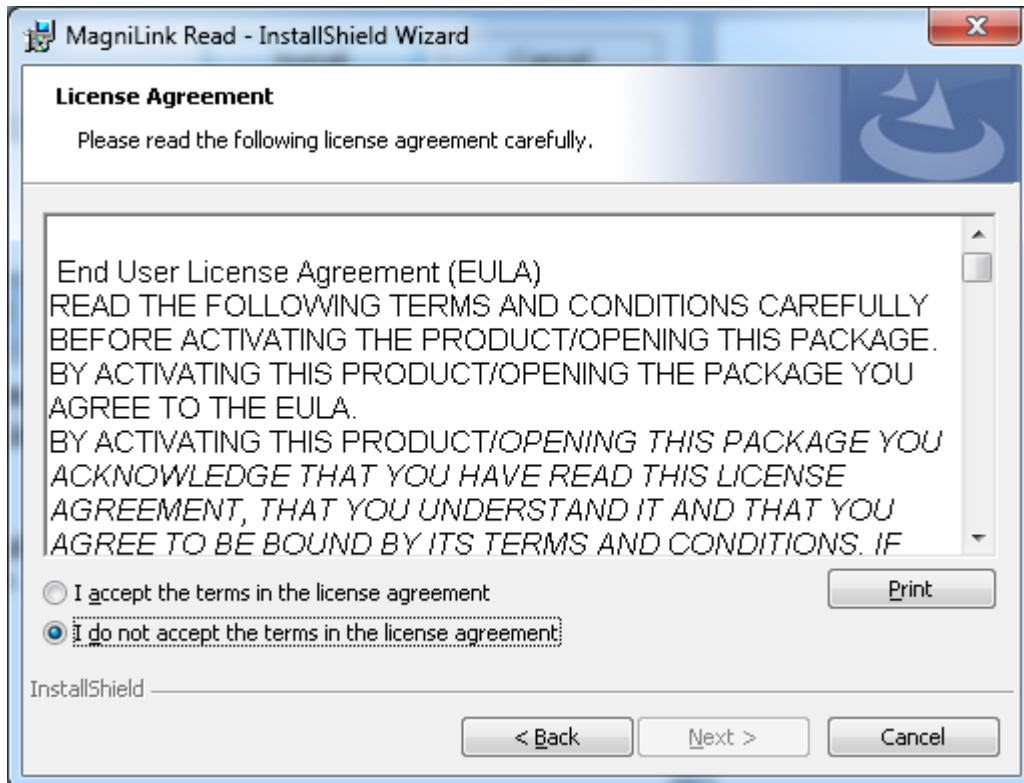 MagniLink Read - InstallShield Wizard
License Agreement
Please read the following license agreement carefully.
End User License Agreement (EULA)
READ THE FOLLOWING TERMS AND CONDITIONS CAREFULLY
BEFORE ACTIVATING THE PRODUCT/OPENING THIS PACKAGE.
BY ACTIVATING THIS PRODUCT/OPENING THE PACKAGE YOU
AGREE TO THE EULA.
BY ACTIVATING THIS PRODUCT/OPENING THIS PACKAGE YOU
ACKNOWLEDGE THAT YOU HAVE READ THIS LICENSE
AGREEMENT, THAT YOU UNDERSTAND IT AND THAT YOU
AGREE TO BE BOUND BY ITS TERMS AND CONDITIONS. IF
I accept the terms in the license agreement
Print
I do not accept the terms in the license agreement
InstallShield
< Back
Next >
Cancel